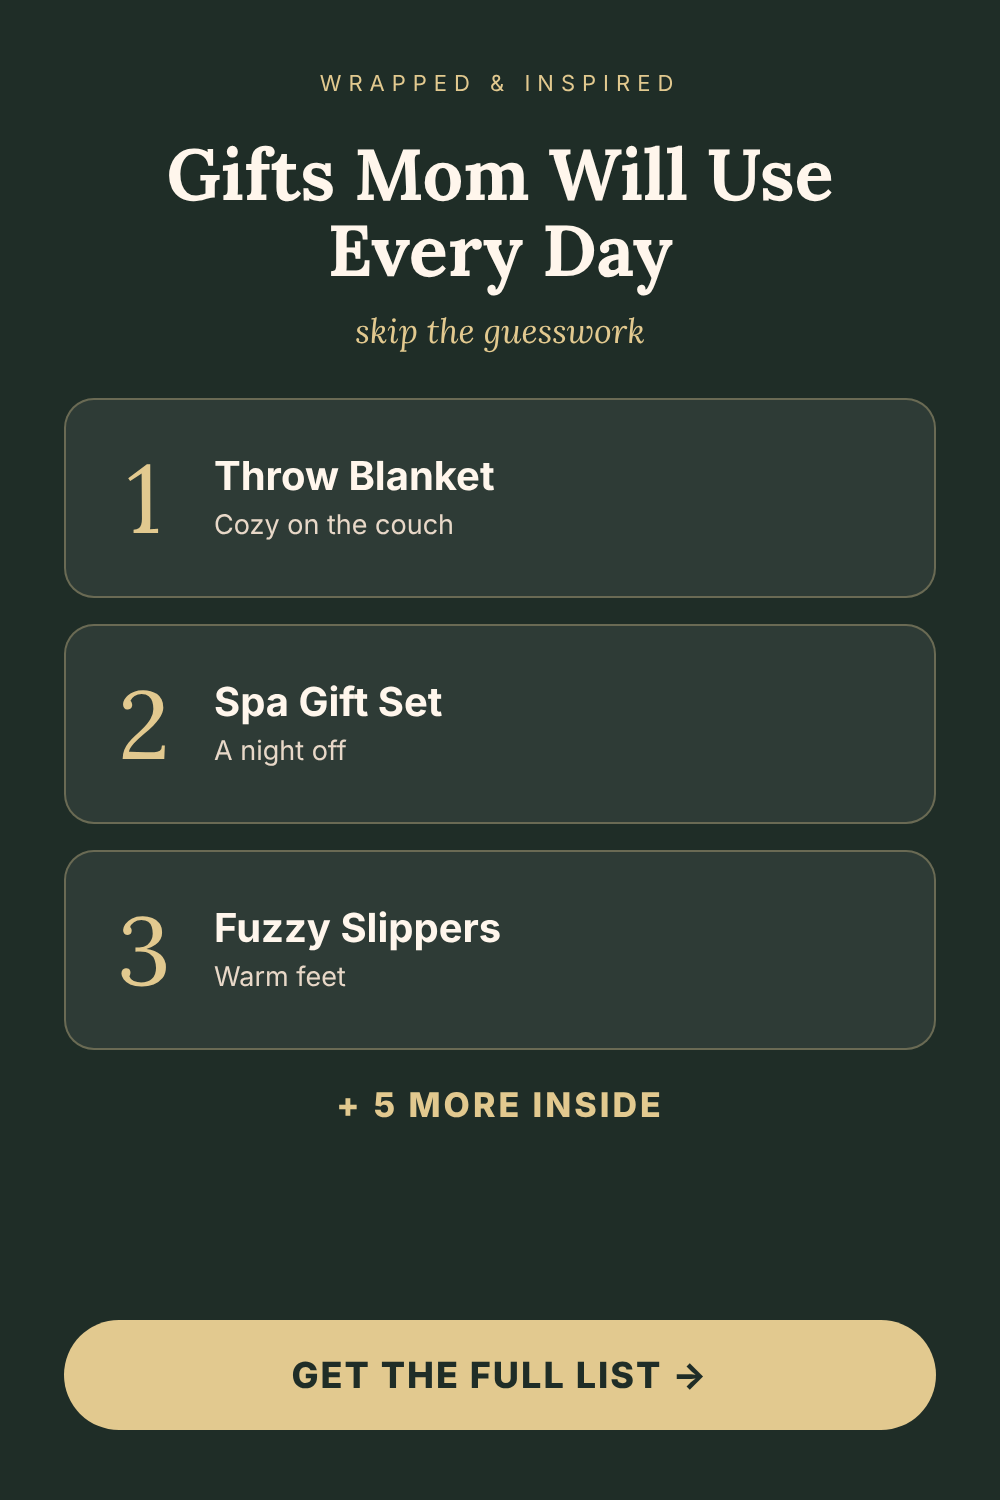 WRAPPED & INSPIRED
Gifts Mom Will Use
Every Day
skip the guesswork
1
Throw Blanket
Cozy on the couch
2
Spa Gift Set
A night off
3
Fuzzy Slippers
Warm feet
+ 5 MORE INSIDE
GET THE FULL LIST →